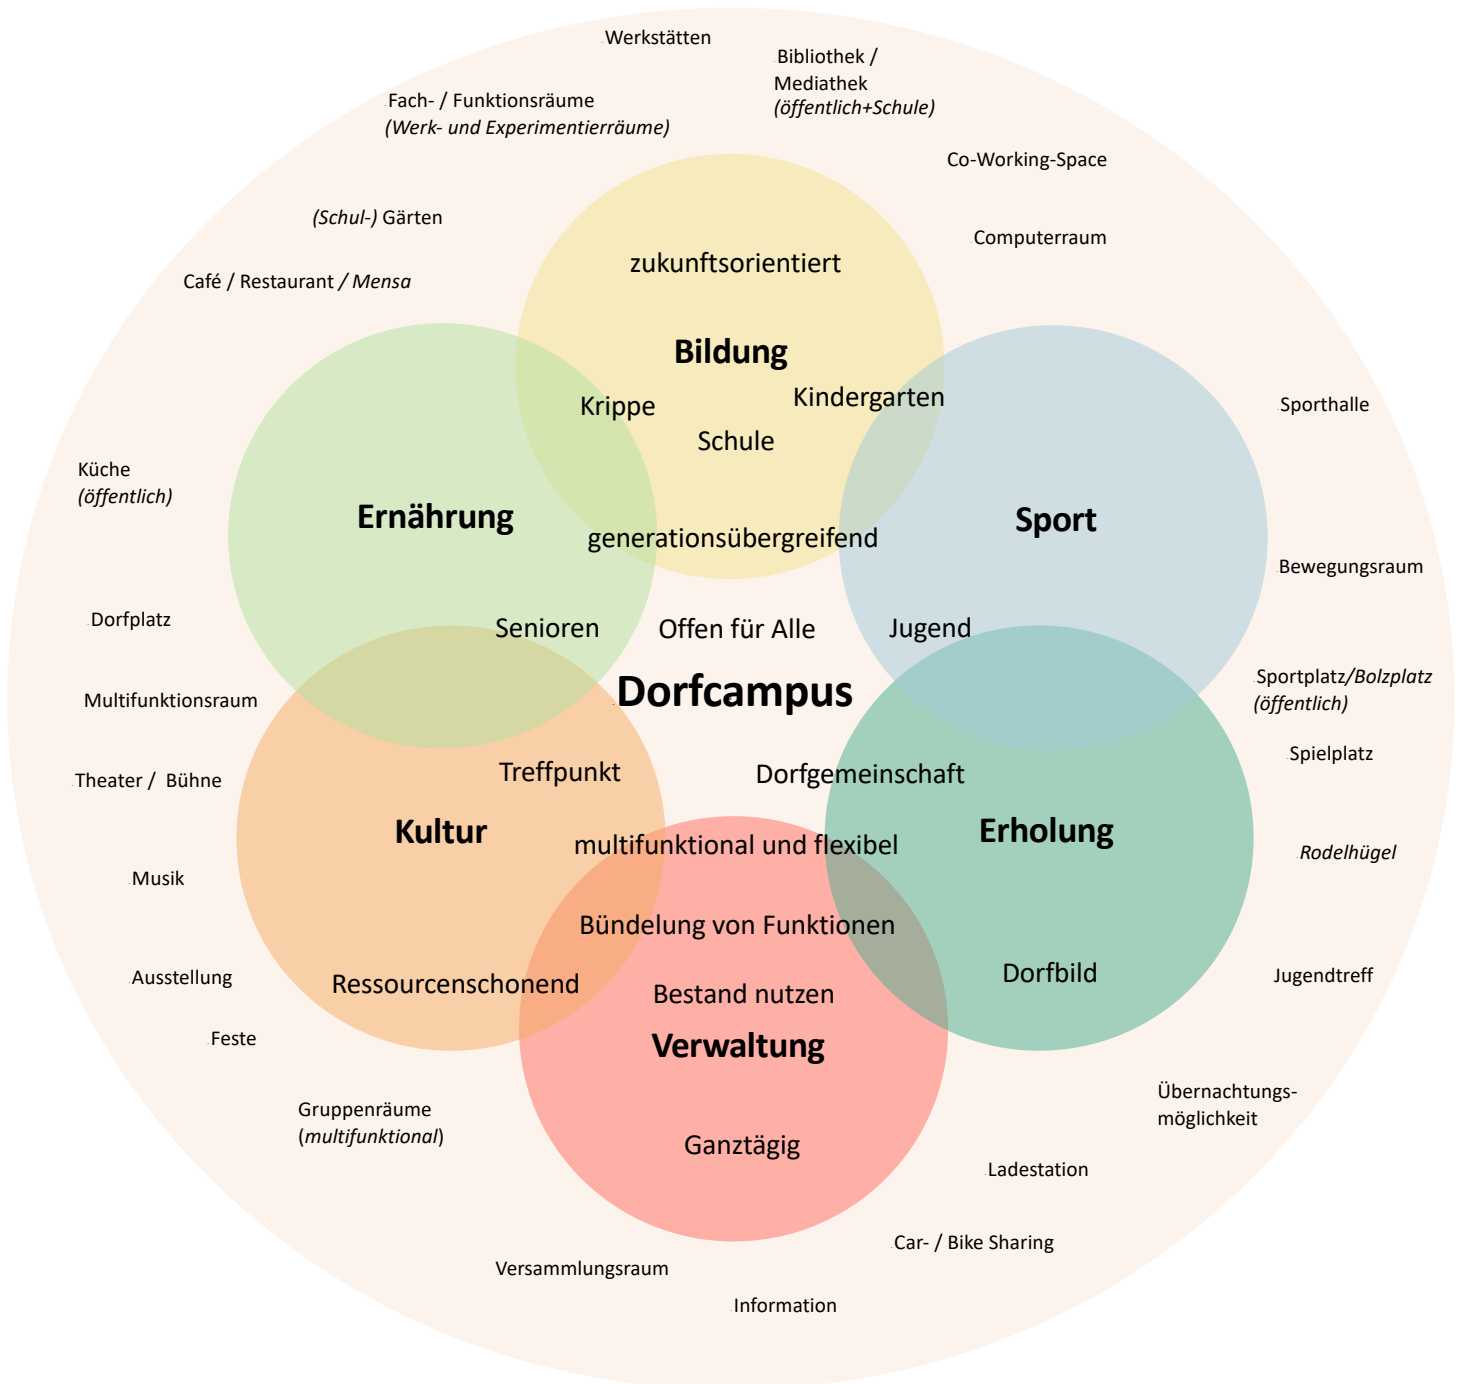 Werkstätten
Bibliothek /
Mediathek
(öffentlich+Schule)
Fach- / Funktionsräume
(Werk- und Experimentierräume)
Co-Working-Space
(Schul-) Gärten
Computerraum
zukunftsorientiert
Café / Restaurant / Mensa
Bildung
Kindergarten
Krippe
Sporthalle
Schule
Küche
(öffentlich)
Ernährung
Sport
generationsübergreifend
Bewegungsraum
Dorfplatz
Senioren
Offen für Alle
Jugend
Sportplatz/Bolzplatz
(öffentlich)
Dorfcampus
Multifunktionsraum
Spielplatz
Treffpunkt
Dorfgemeinschaft
Theater / Bühne
Kultur
Erholung
multifunktional und flexibel
Rodelhügel
Musik
Bündelung von Funktionen
Ausstellung
Dorfbild
Jugendtreff
Ressourcenschonend
Bestand nutzen
Feste
Verwaltung
Gruppenräume
(multifunktional)
Übernachtungs-
möglichkeit
Ganztägig
Ladestation
Car- / Bike Sharing
Versammlungsraum
Information